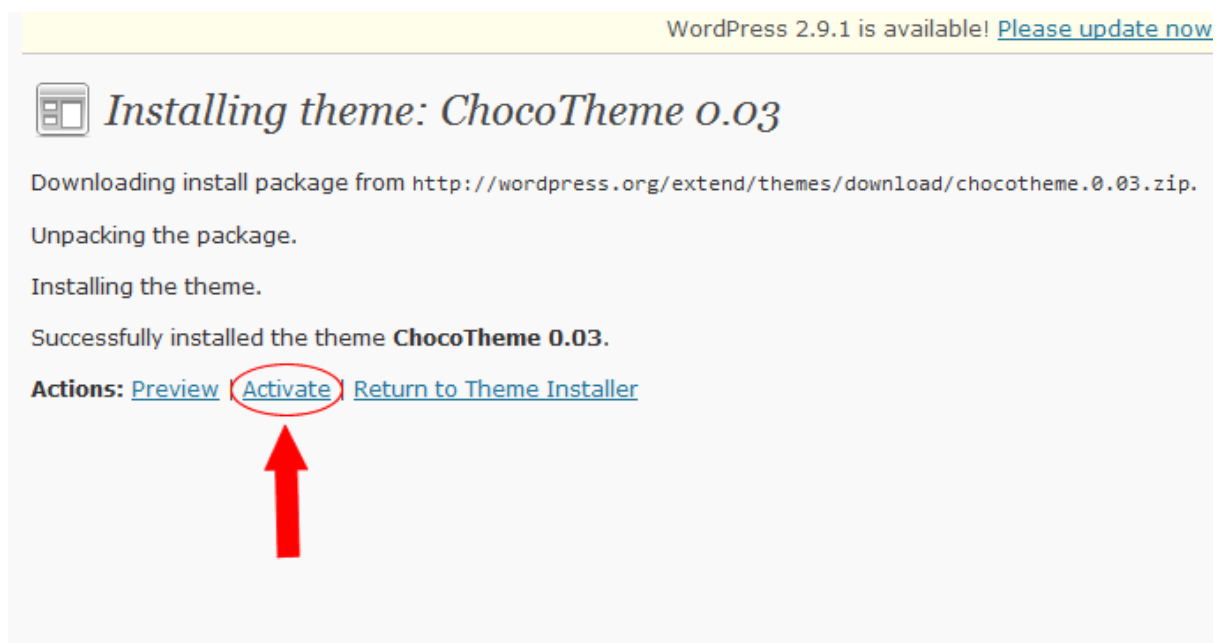 WordPress 2.9.1 is available! Please update now
Installing theme: ChocoTheme 0.03
Downloading install package from http://wordpress.org/extend/themes/download/chocotheme.0.03.zip.
Unpacking the package.
Installing the theme.
Successfully installed the theme ChocoTheme 0.03.
Actions: Preview | Activate | Return to Theme Installer